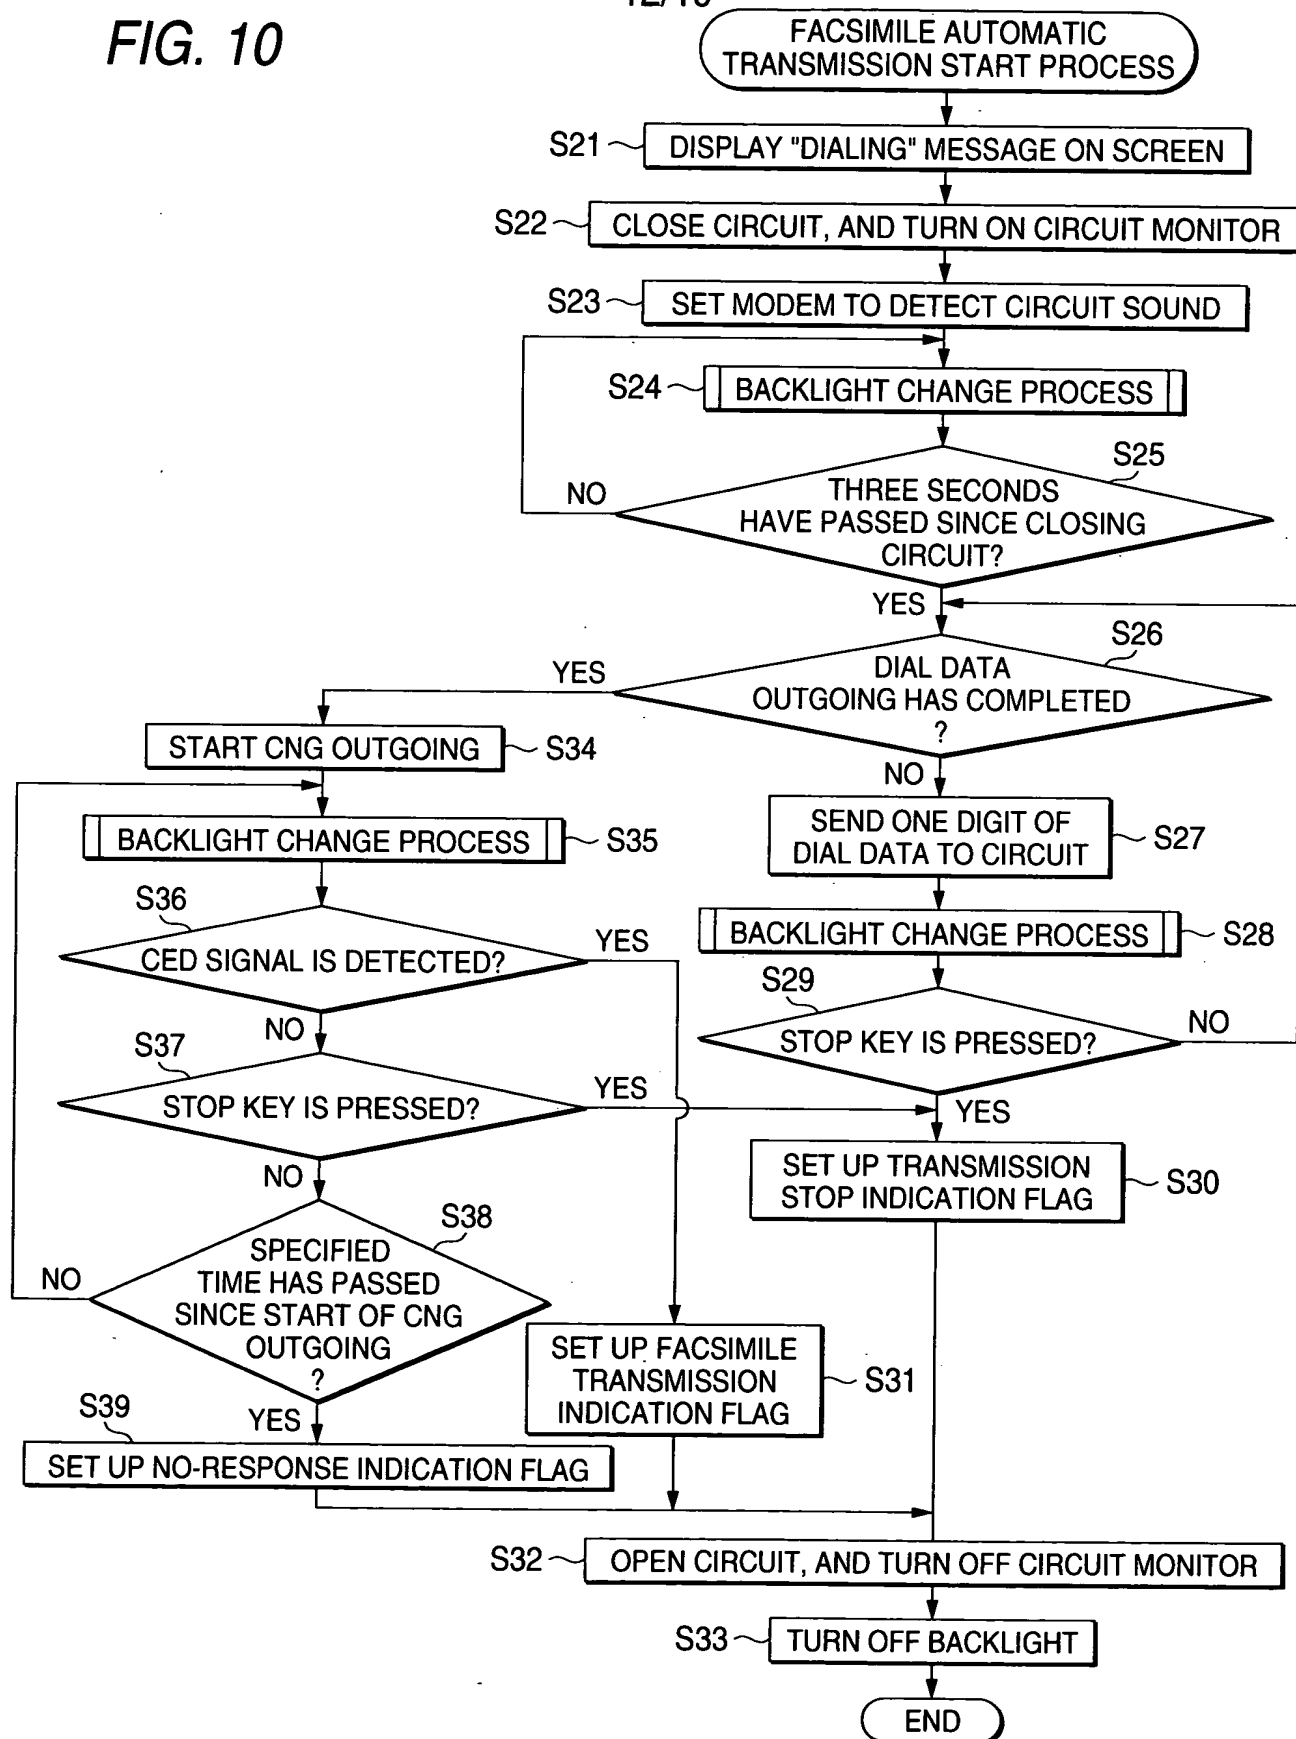 FIG. 10
FACSIMILE AUTOMATIC
TRANSMISSION START PROCESS
S21
DISPLAY "DIALING" MESSAGE ON SCREEN
S22
CLOSE CIRCUIT, AND TURN ON CIRCUIT MONITOR
S23
SET MODEM TO DETECT CIRCUIT SOUND
S24
BACKLIGHT CHANGE PROCESS
S25
NO
THREE SECONDS
HAVE PASSED SINCE CLOSING
CIRCUIT?
YES
S26
YES
DIAL DATA
OUTGOING HAS COMPLETED
?
NO
START CNG OUTGOING
S34
SEND ONE DIGIT OF
DIAL DATA TO CIRCUIT
S27
BACKLIGHT CHANGE PROCESS
S35
BACKLIGHT CHANGE PROCESS
S28
S36
CED SIGNAL IS DETECTED?
YES
NO
S29
STOP KEY IS PRESSED?
NO
YES
S37
STOP KEY IS PRESSED?
YES
NO
SET UP TRANSMISSION
STOP INDICATION FLAG
S30
S38
SPECIFIED
TIME HAS PASSED
SINCE START OF CNG
OUTGOING
?
NO
YES
SET UP FACSIMILE
TRANSMISSION
INDICATION FLAG
S31
S39
SET UP NO-RESPONSE INDICATION FLAG
S32
OPEN CIRCUIT, AND TURN OFF CIRCUIT MONITOR
S33
TURN OFF BACKLIGHT
END